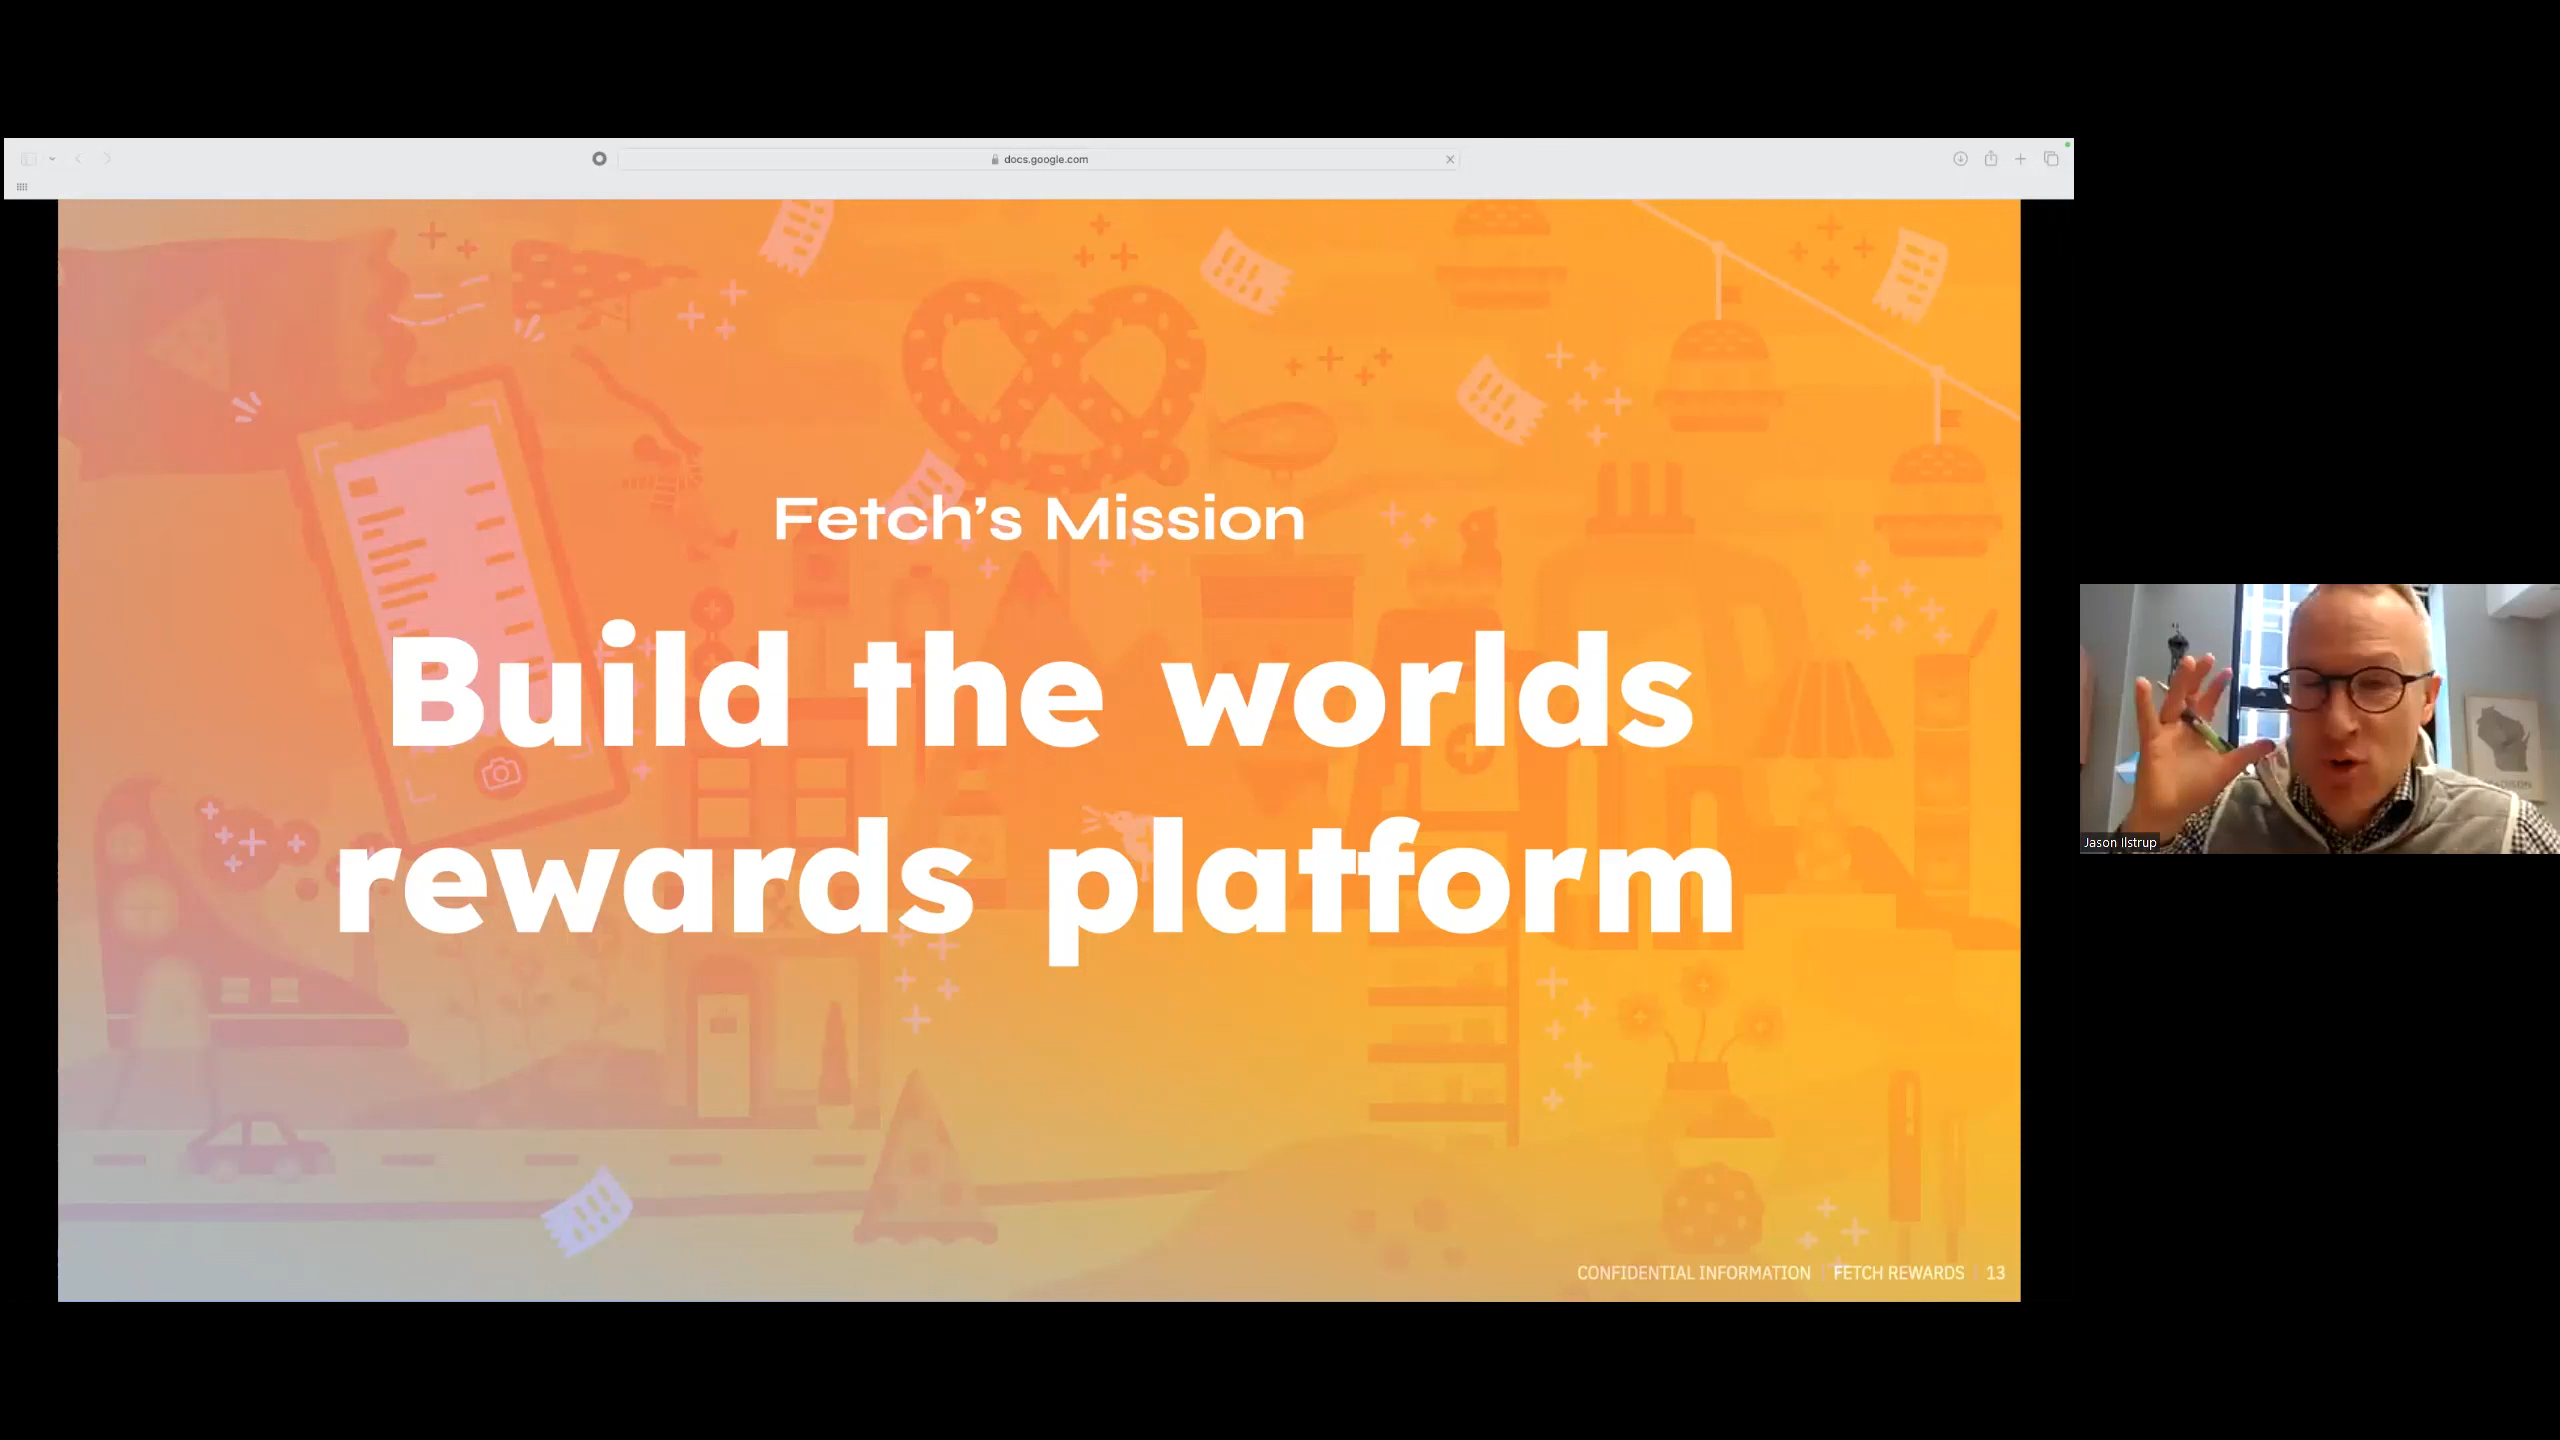 docs.google.com
Fetch's Mission
Build the worlds
rewards platform
CONFIDENTIAL INFORMATION | FETCH REWARDS | 13
Jason Ilstrup